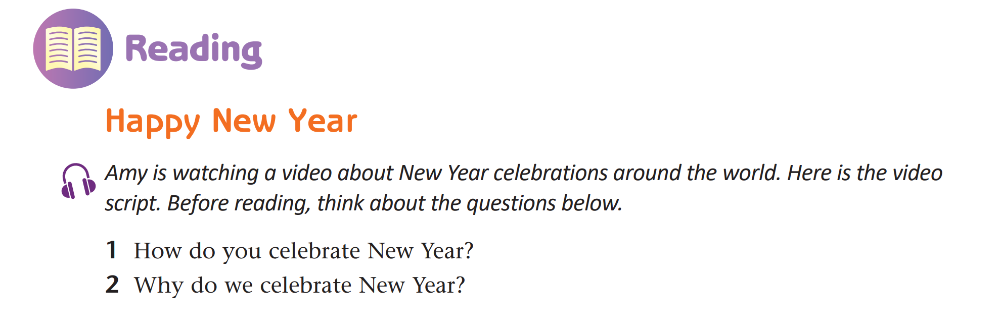 Reading
Happy New Year
Amy is watching a video about New Year celebrations around the world. Here is the video
script. Before reading, think about the questions below.
1 How do you celebrate New Year?
2 Why do we celebrate New Year?